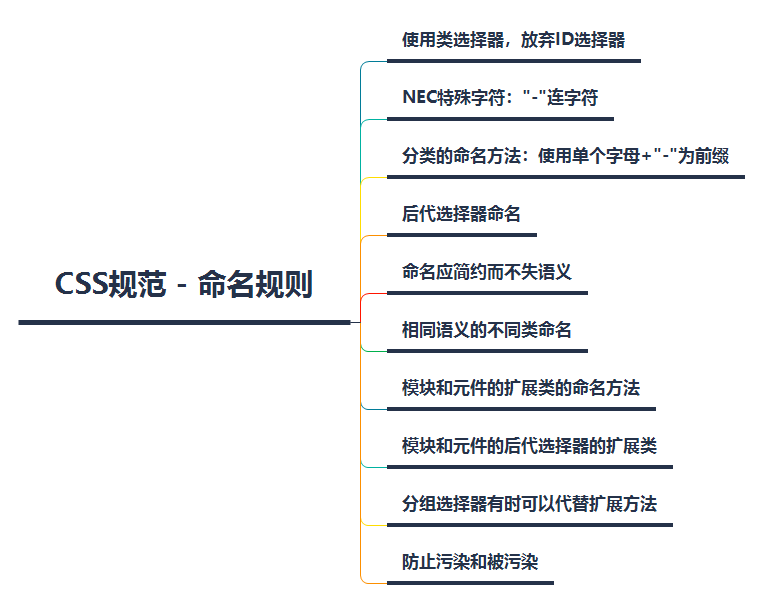 CSS规范 - 命名规则
使用类选择器，放弃ID选择器
NEC特殊字符："-"连字符
分类的命名方法：使用单个字母+"-"为前缀
后代选择器命名
命名应简约而不失语义
相同语义的不同类命名
模块和元件的扩展类的命名方法
模块和元件的后代选择器的扩展类
分组选择器有时可以代替扩展方法
防止污染和被污染